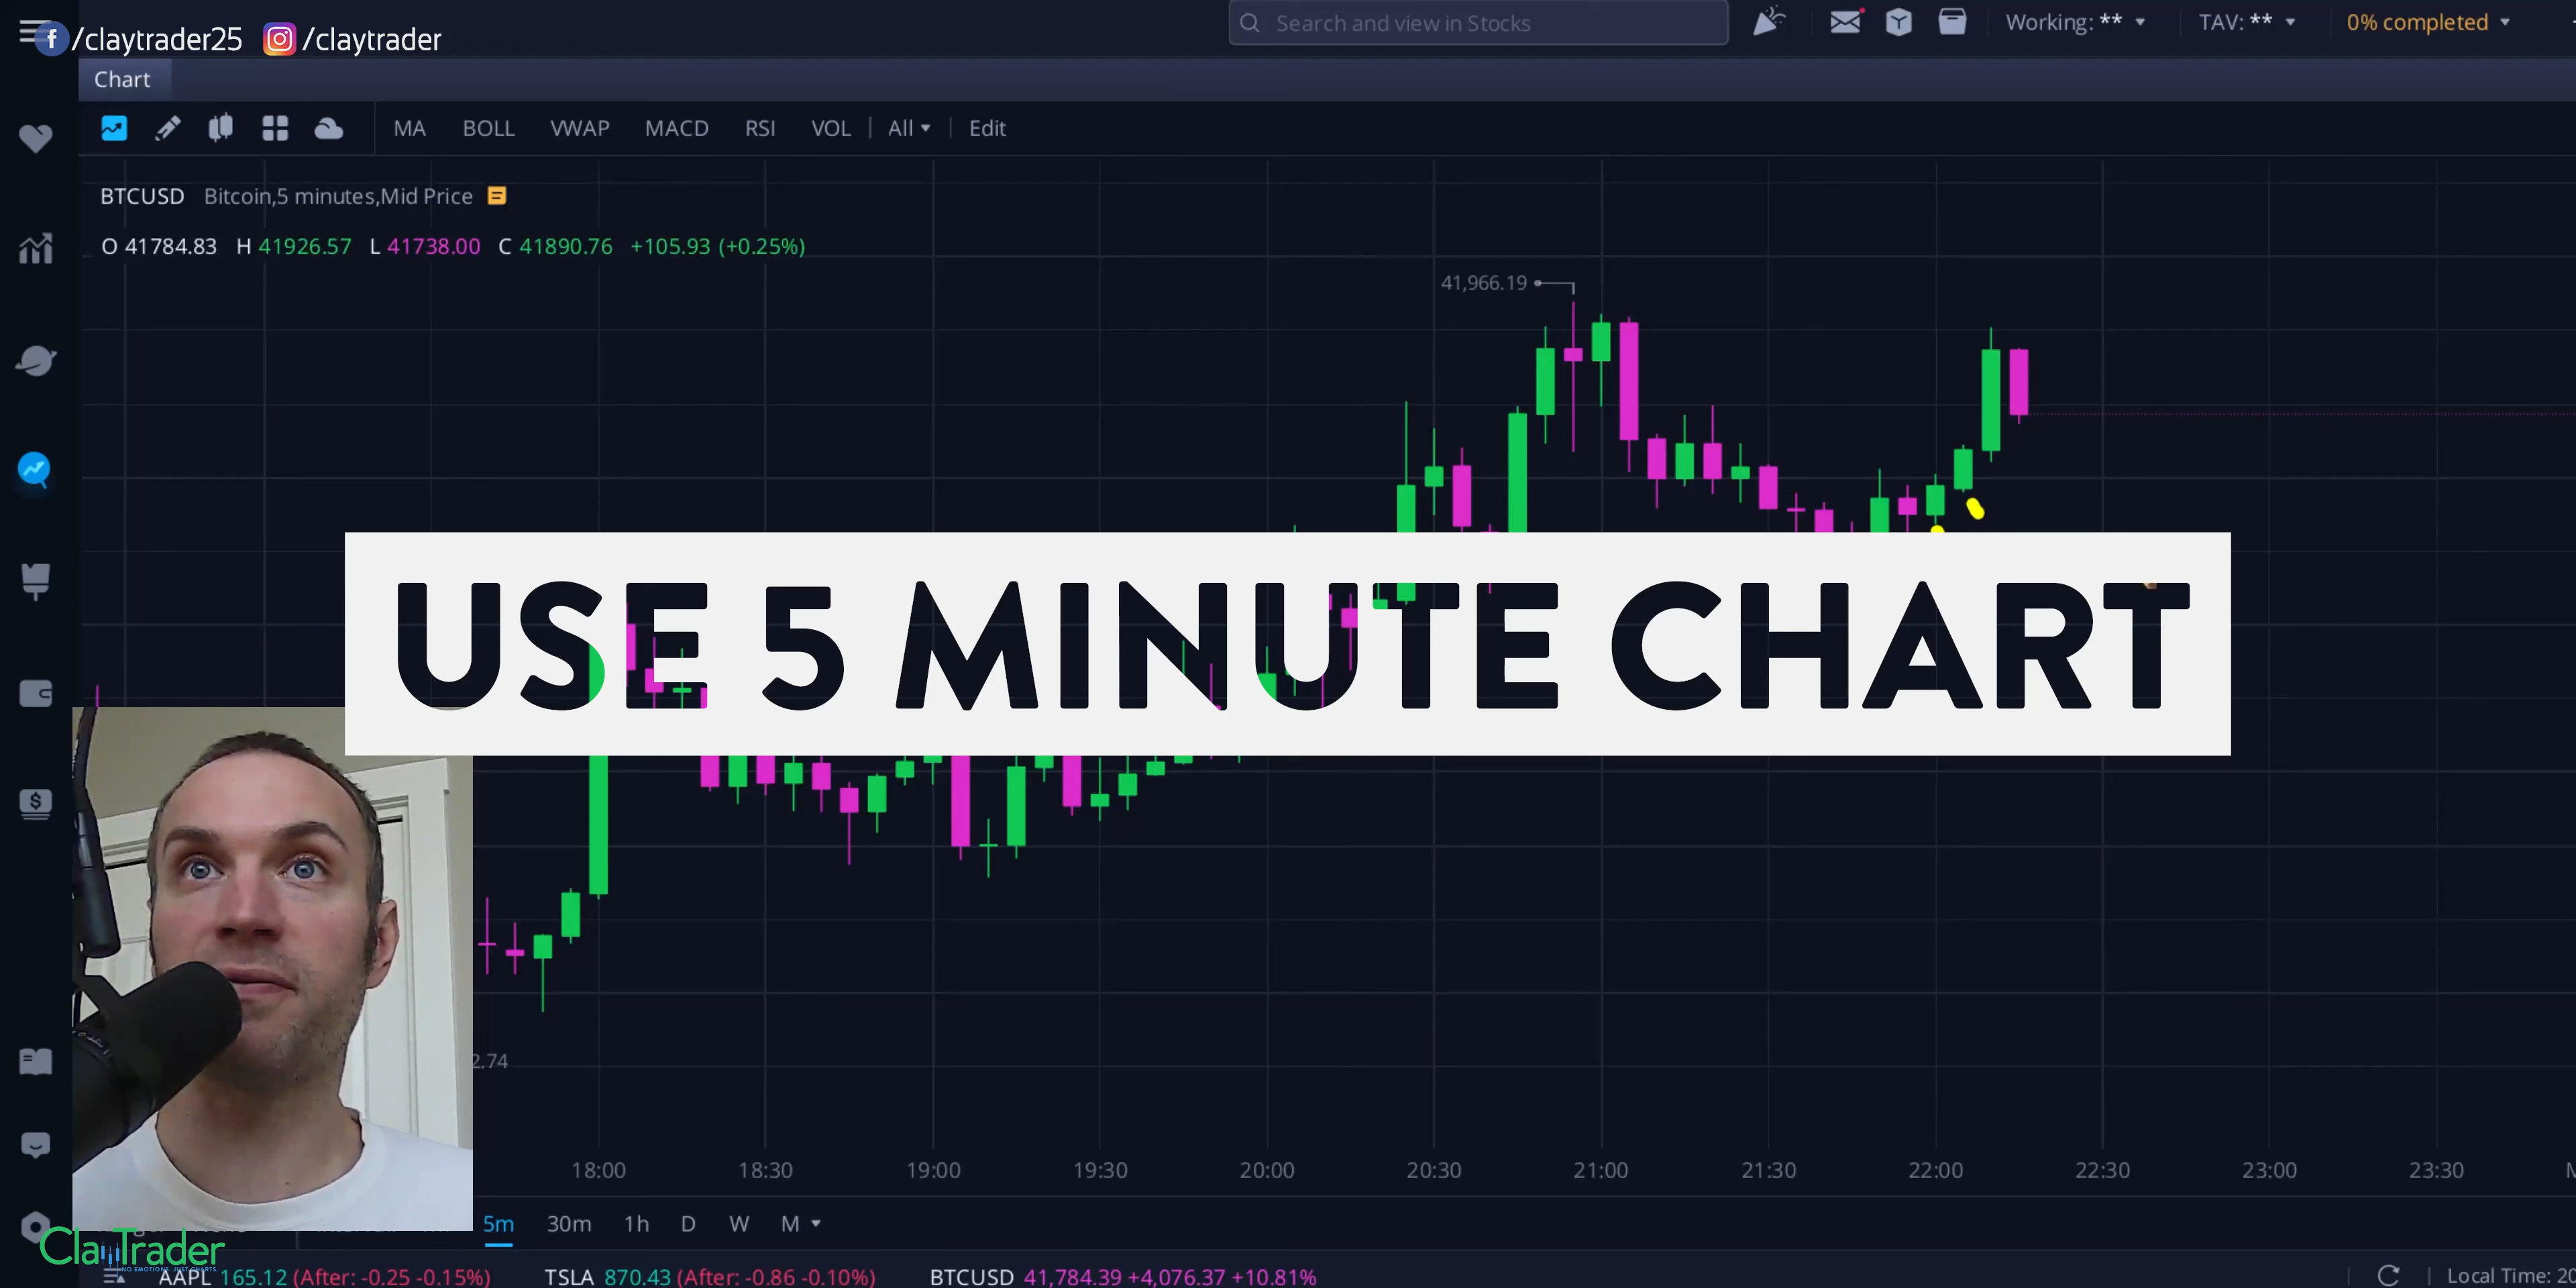 /claytrader25 /claytrader
Search and view in Stocks
Working: ** TAV: ** 0% completed
Chart
MA BOLL VWAP MACD RSI VOL All Edit
BTCUSD Bitcoin,5 minutes,Mid Price
O 41784.83 H 41926.57 L 41738.00 C 41890.76 +105.93 (+0.25%)
41,966.19
USE 5 MINUTE CHART
2.74
18:00 18:30 19:00 19:30 20:00 20:30 21:00 21:30 22:00 22:30 23:00 23:30
5m 30m 1h D W M
ClayTrader
NO EMOTIONS. JUST CHARTS.
AAPL 165.12 (After: -0.25 -0.15%) TSLA 870.43 (After: -0.86 -0.10%) BTCUSD 41,784.39 +4,076.37 +10.81% Local Time: 20